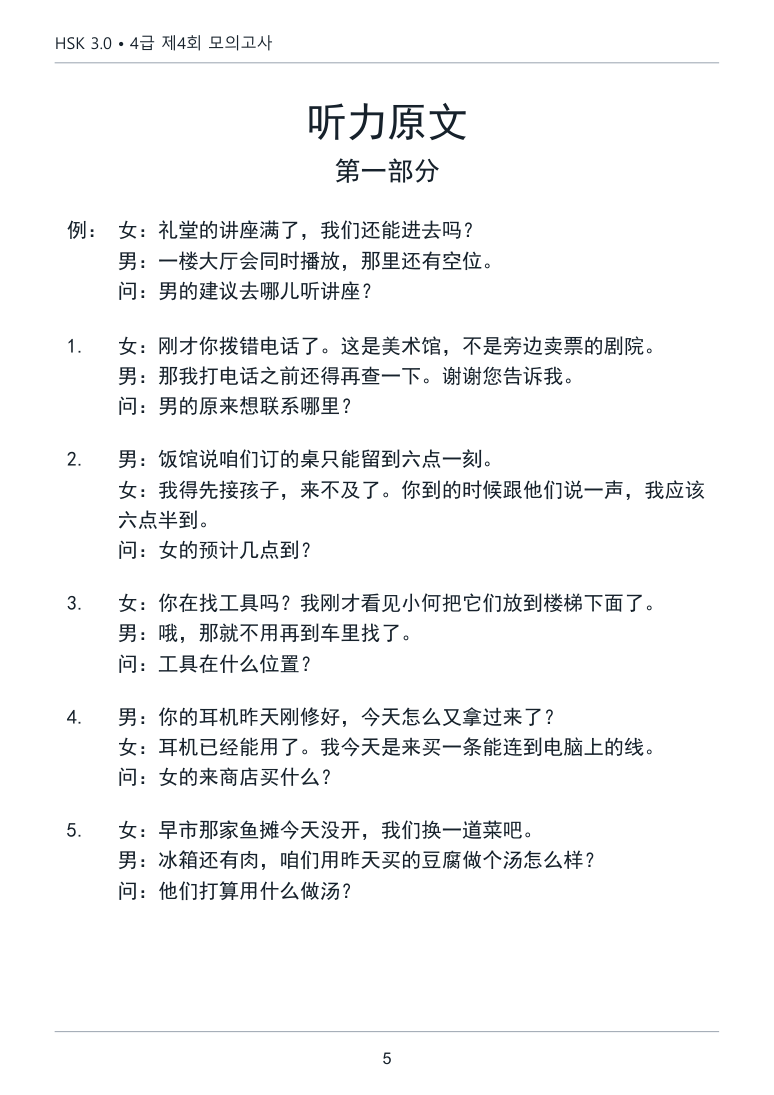 HSK 3.0 • 4급 제4회 모의고사
听力原文
第一部分
例： 女：礼堂的讲座满了，我们还能进去吗？
男：一楼大厅会同时播放，那里还有空位。
问：男的建议去哪儿听讲座？
1. 女：刚才你拨错电话了。这是美术馆，不是旁边卖票的剧院。
男：那我打电话之前还得再查一下。谢谢您告诉我。
问：男的原来想联系哪里？
2. 男：饭馆说咱们订的桌只能留到六点一刻。
女：我得先接孩子，来不及了。你到的时候跟他们说一声，我应该
六点半到。
问：女的预计几点到？
3. 女：你在找工具吗？我刚才看见小何把它们放到楼梯下面了。
男：哦，那就不用再到车里找了。
问：工具在什么位置？
4. 男：你的耳机昨天刚修好，今天怎么又拿过来了？
女：耳机已经能用了。我今天是来买一条能连到电脑上的线。
问：女的来商店买什么？
5. 女：早市那家鱼摊今天没开，我们换一道菜吧。
男：冰箱还有肉，咱们用昨天买的豆腐做个汤怎么样？
问：他们打算用什么做汤？
5